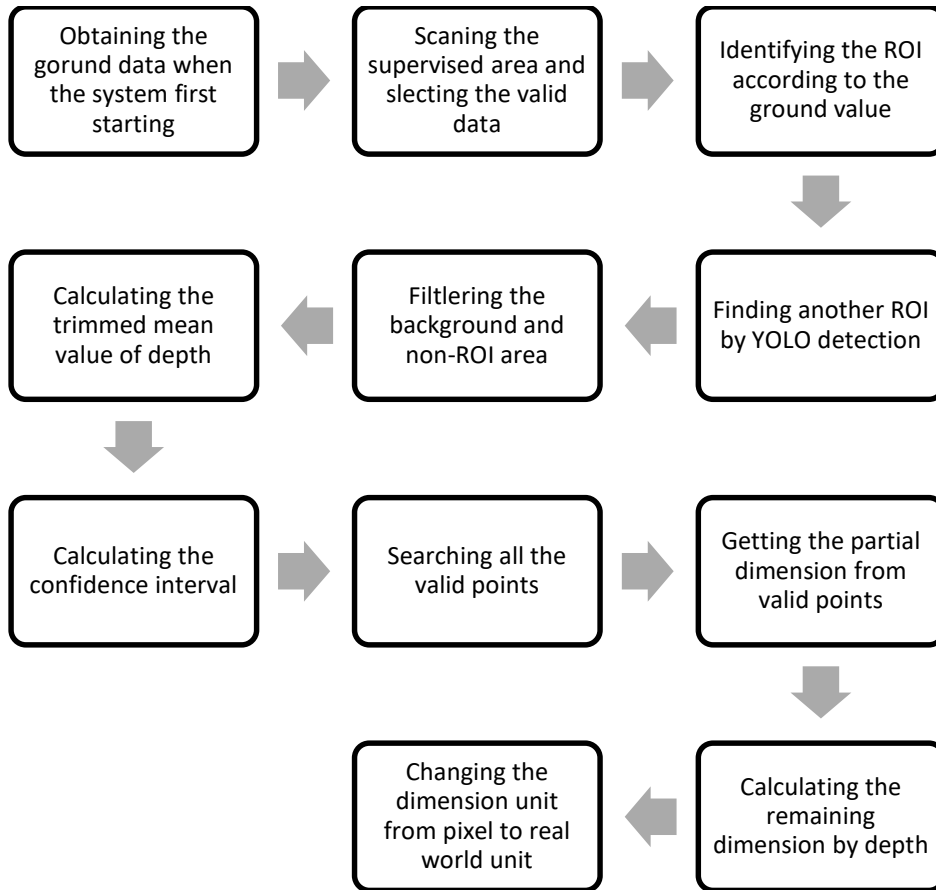 Obtaining the
gorund data when
the system first
starting
Scaning the
supervised area and
slecting the valid
data
Identifying the ROI
according to the
ground value
Finding another ROI
by YOLO detection
Filtlering the
background and
non-ROI area
Calculating the
trimmed mean
value of depth
Calculating the
confidence interval
Searching all the
valid points
Getting the partial
dimension from
valid points
Calculating the
remaining
dimension by depth
Changing the
dimension unit
from pixel to real
world unit